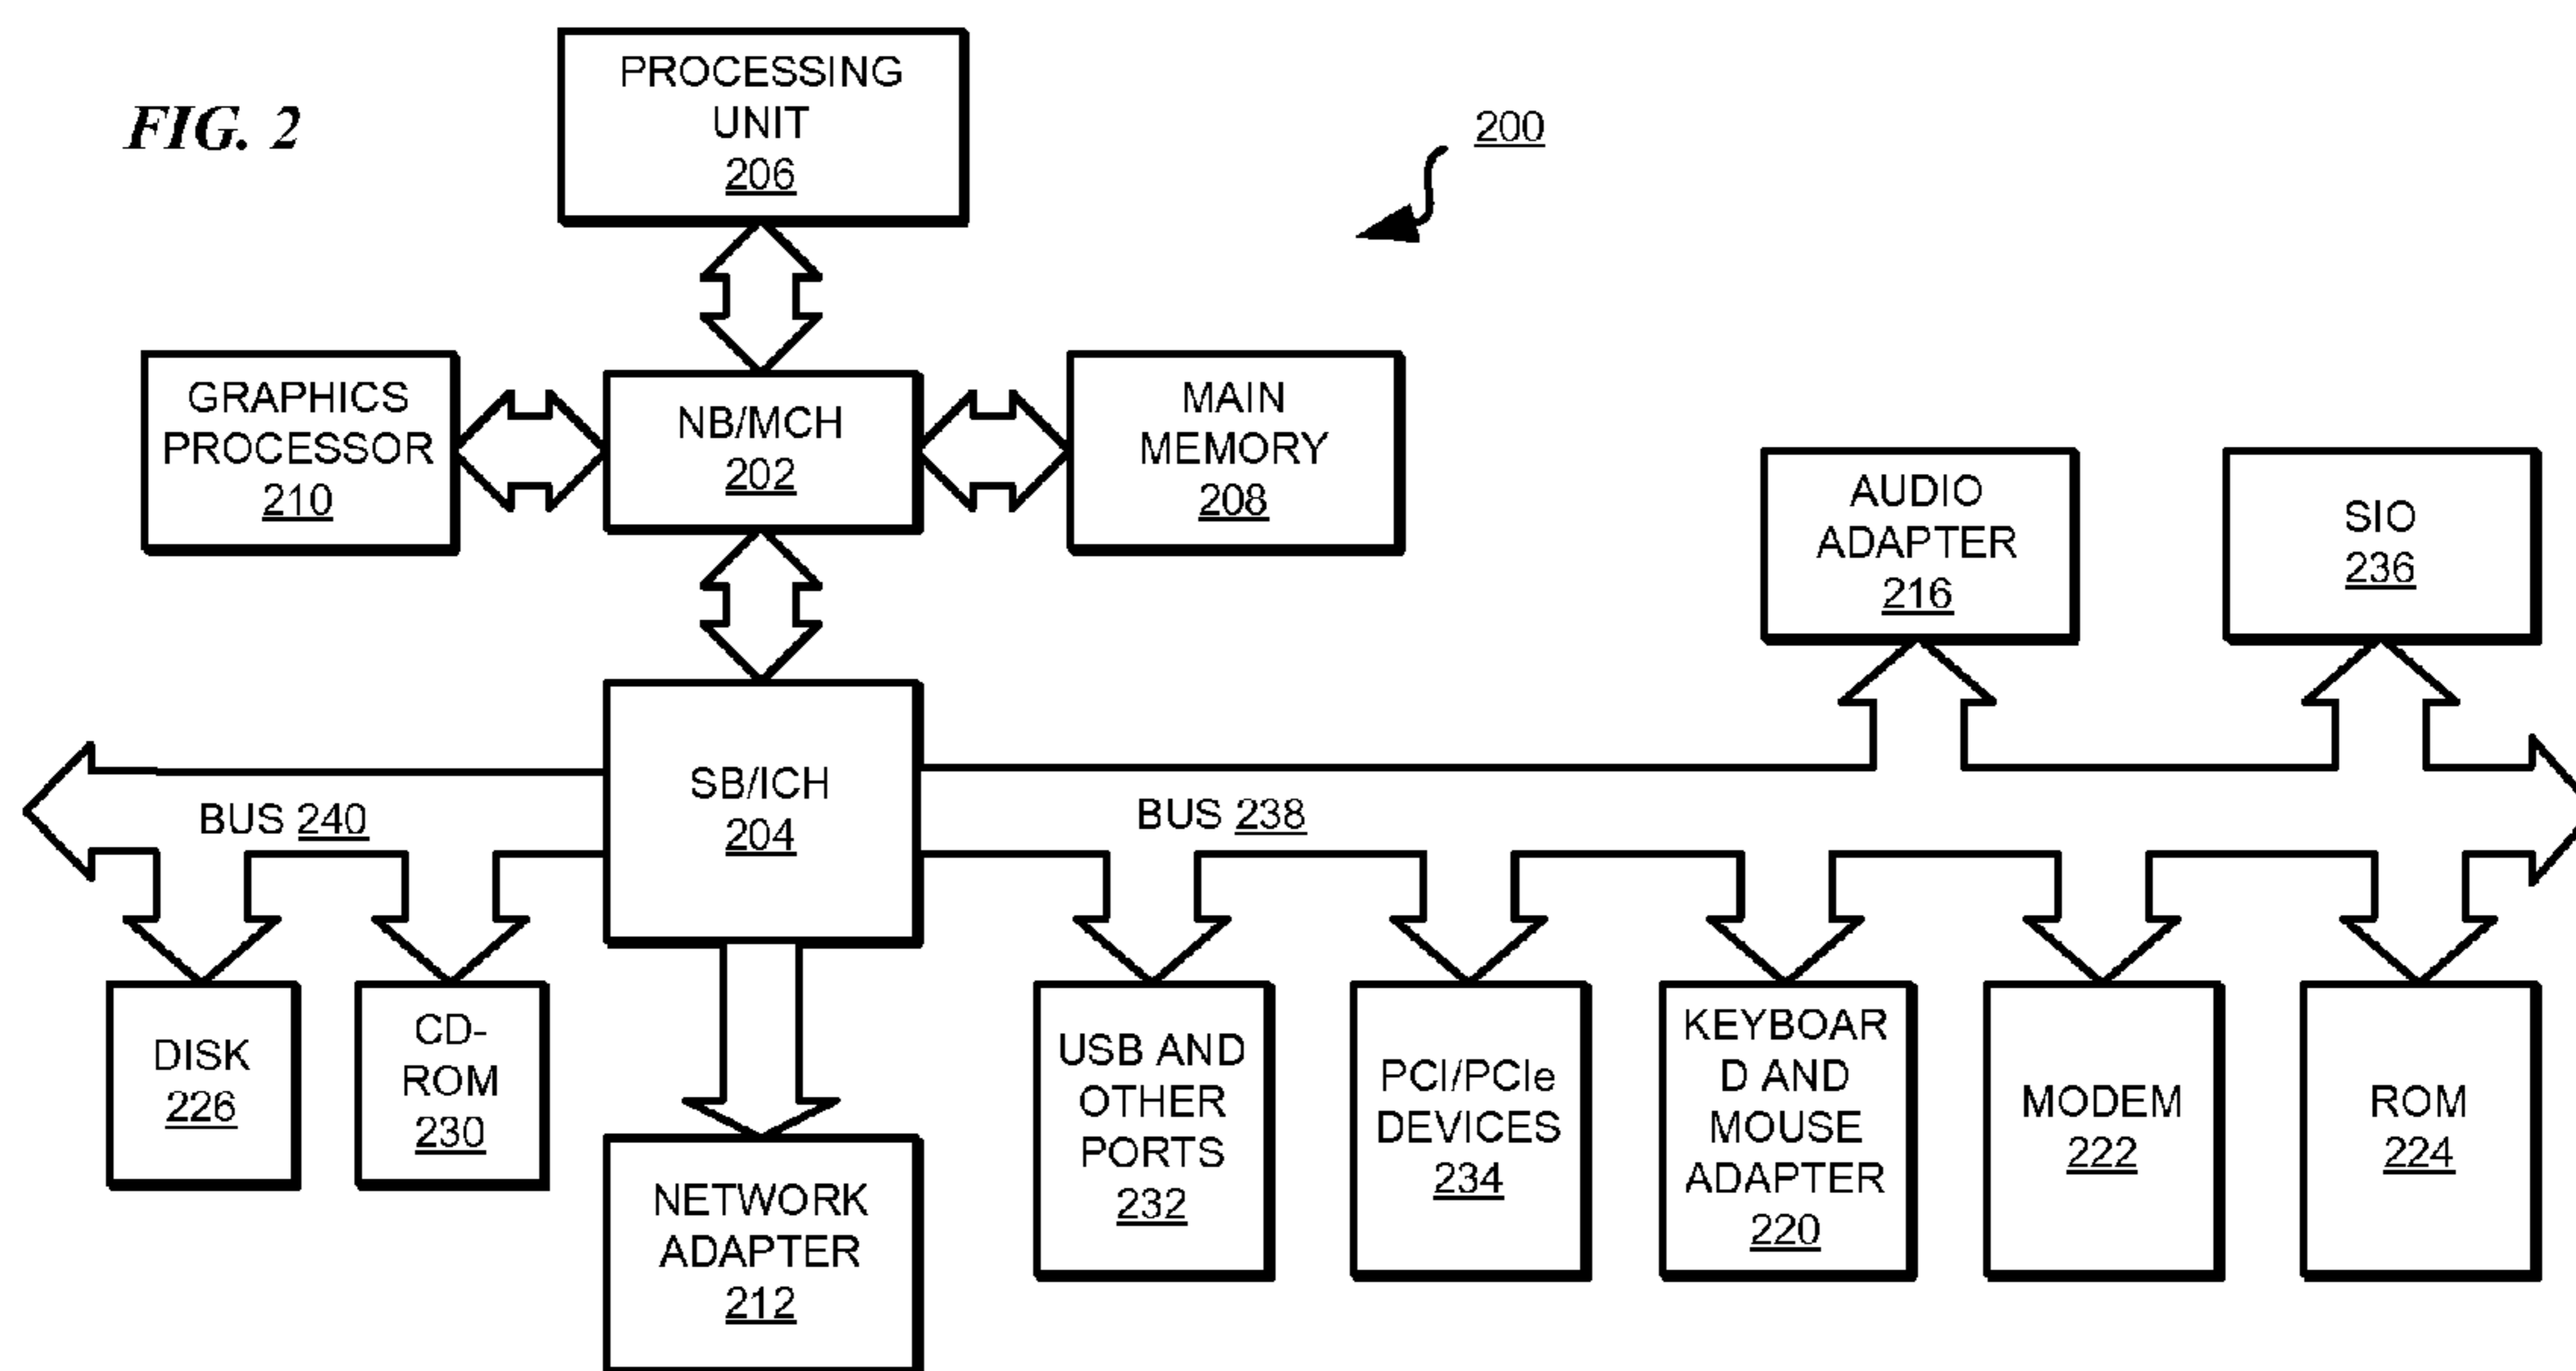 FIG. 2
PROCESSING
UNIT
206
200
GRAPHICS
PROCESSOR
210
NB/MCH
202
MAIN
MEMORY
208
AUDIO
ADAPTER
216
SIO
236
SB/ICH
204
BUS 240
BUS 238
DISK
226
CD-
ROM
230
NETWORK
ADAPTER
212
USB AND
OTHER
PORTS
232
PCI/PCIe
DEVICES
234
KEYBOAR
D AND
MOUSE
ADAPTER
220
MODEM
222
ROM
224